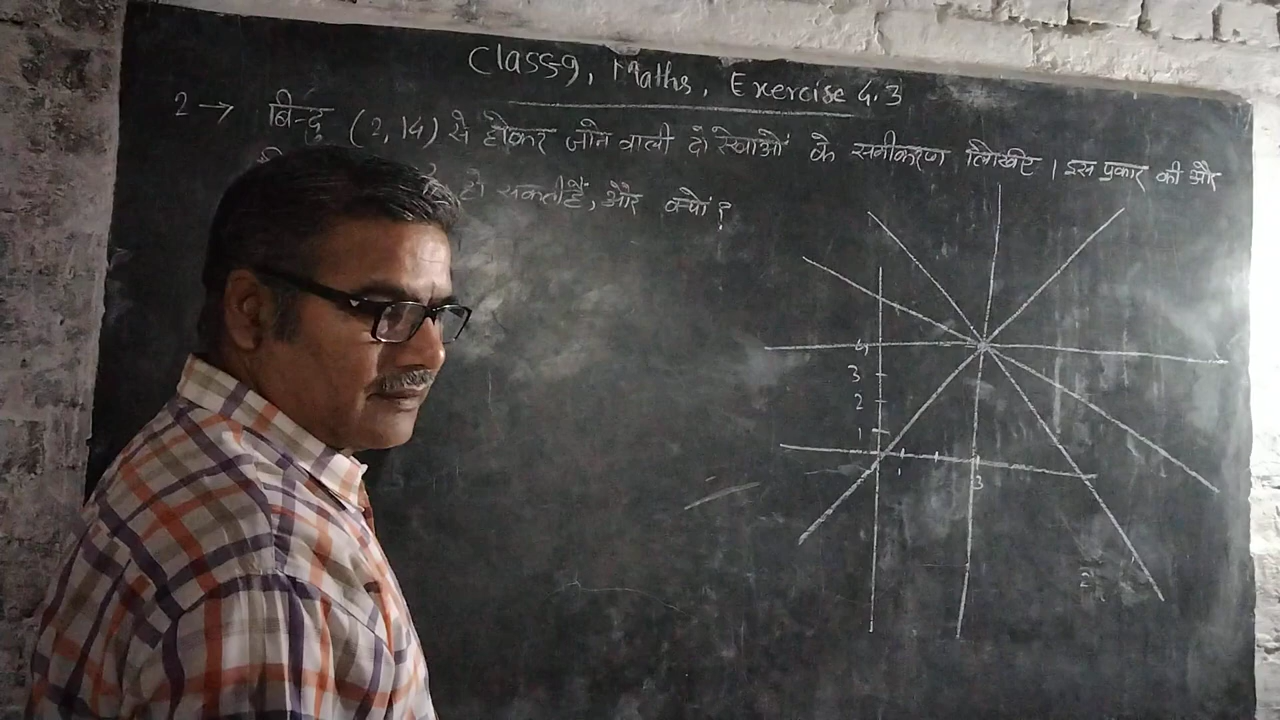 Class-9, Maths, Exercise 4.3
2 → बिन्दु (2,14) से होकर जाने वाली दो रेखाओं के समीकरण लिखिए । इस प्रकार की और
हो सकती हैं, और क्यों ?
4
3
2
1
3
2